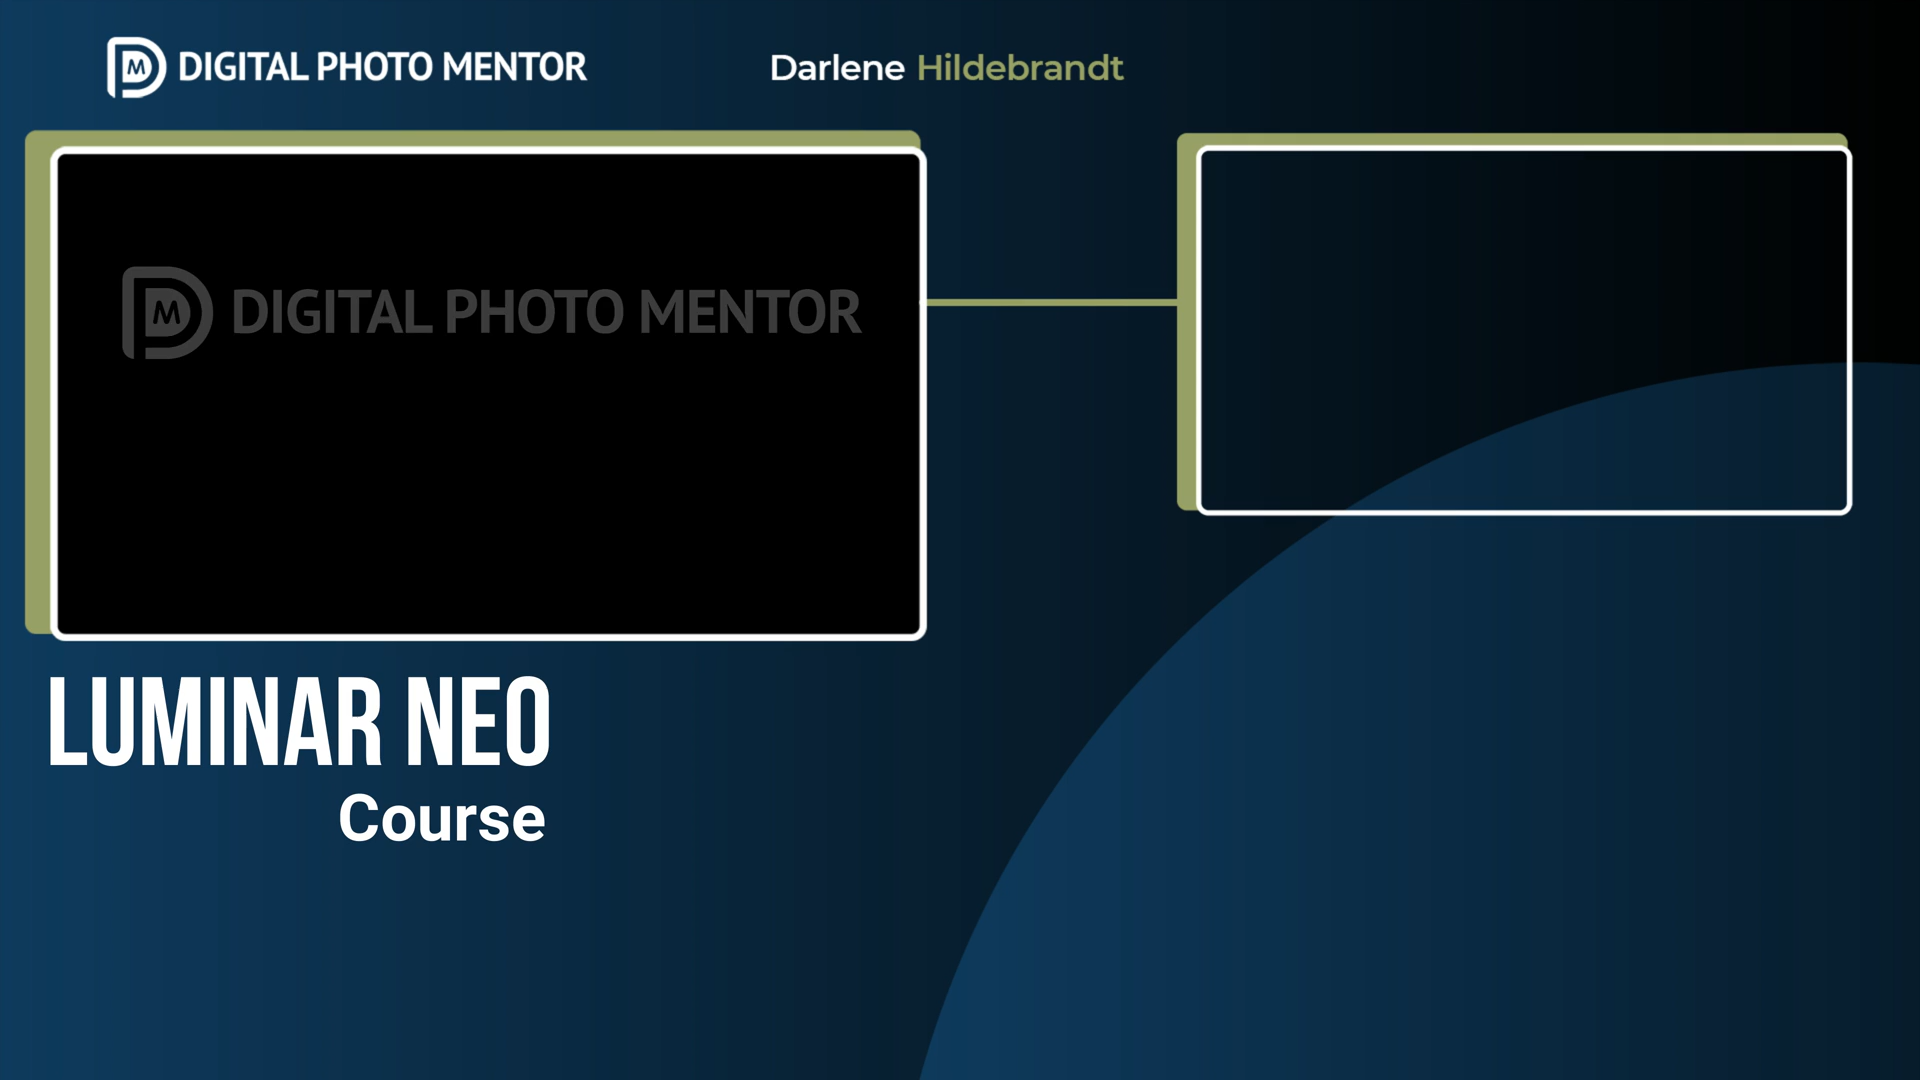 DIGITAL PHOTO MENTOR
Darlene Hildebrandt
DIGITAL PHOTO MENTOR
LUMINAR NEO
Course